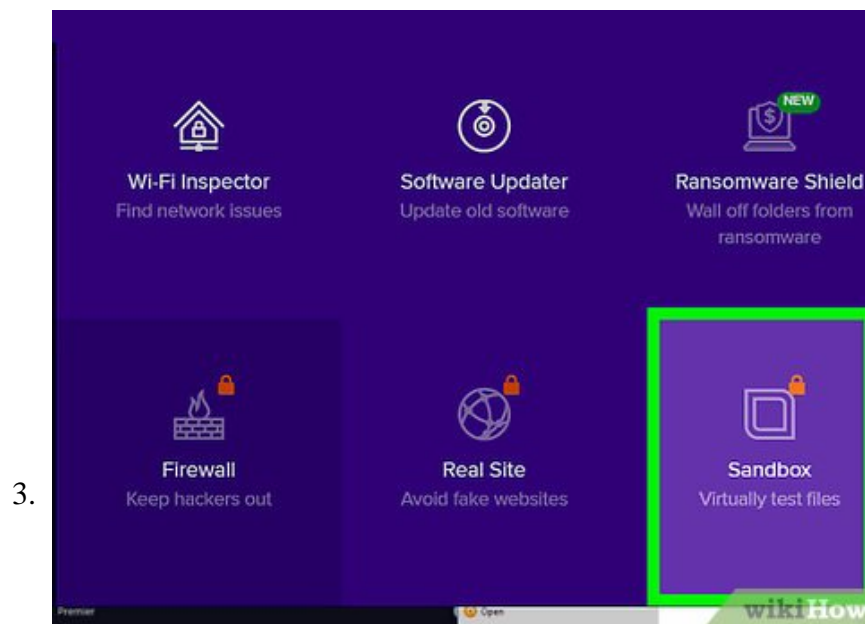 NEW
Wi-Fi Inspector
Find network issues
Software Updater
Update old software
Ransomware Shield
Wall off folders from
ransomware
Firewall
Keep hackers out
Real Site
Avoid fake websites
Sandbox
Virtually test files
3.
Premier
Open
wikiHow